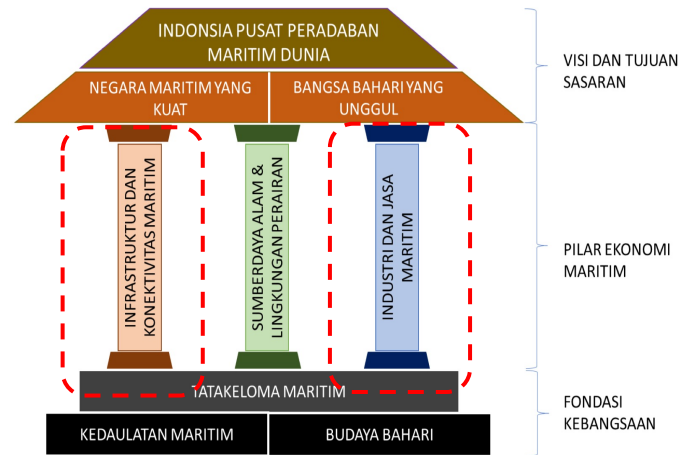 INDONSIA PUSAT PERADABAN
MARITIM DUNIA
VISI DAN TUJUAN
SASARAN
NEGARA MARITIM YANG
KUAT
BANGSA BAHARI YANG
UNGGUL
INFRASTRUKTUR DAN
KONEKTIVITAS MARITIM
SUMBERDAYA ALAM &
LINGKUNGAN PERAIRAN
INDUSTRI DAN JASA
MARITIM
PILAR EKONOMI
MARITIM
TATAKELOMA MARITIM
KEDAULATAN MARITIM
BUDAYA BAHARI
FONDASI
KEBANGSAAN